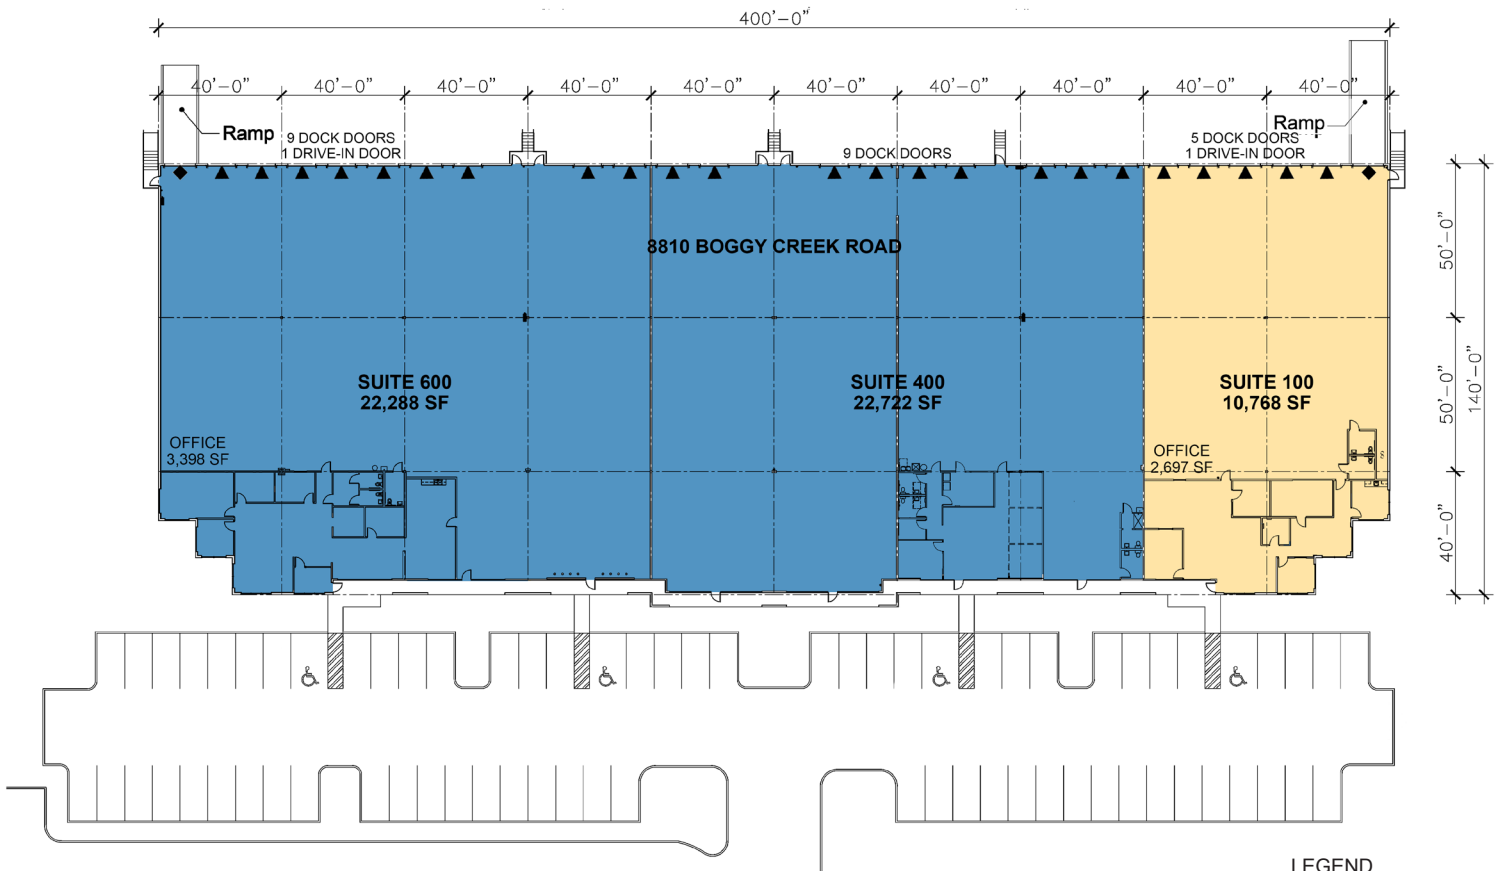 400'-0"
40'-0" 40'-0" 40'-0" 40'-0" 40'-0" 40'-0" 40'-0" 40'-0" 40'-0" 40'-0"
Ramp
9 DOCK DOORS
1 DRIVE-IN DOOR
9 DOCK DOORS
Ramp
5 DOCK DOORS
1 DRIVE-IN DOOR
8810 BOGGY CREEK ROAD
50'-0"
SUITE 600
22,288 SF
SUITE 400
22,722 SF
SUITE 100
10,768 SF
50'-0"
140'-0"
OFFICE
3,398 SF
OFFICE
2,697 SF
40'-0"
LEGEND